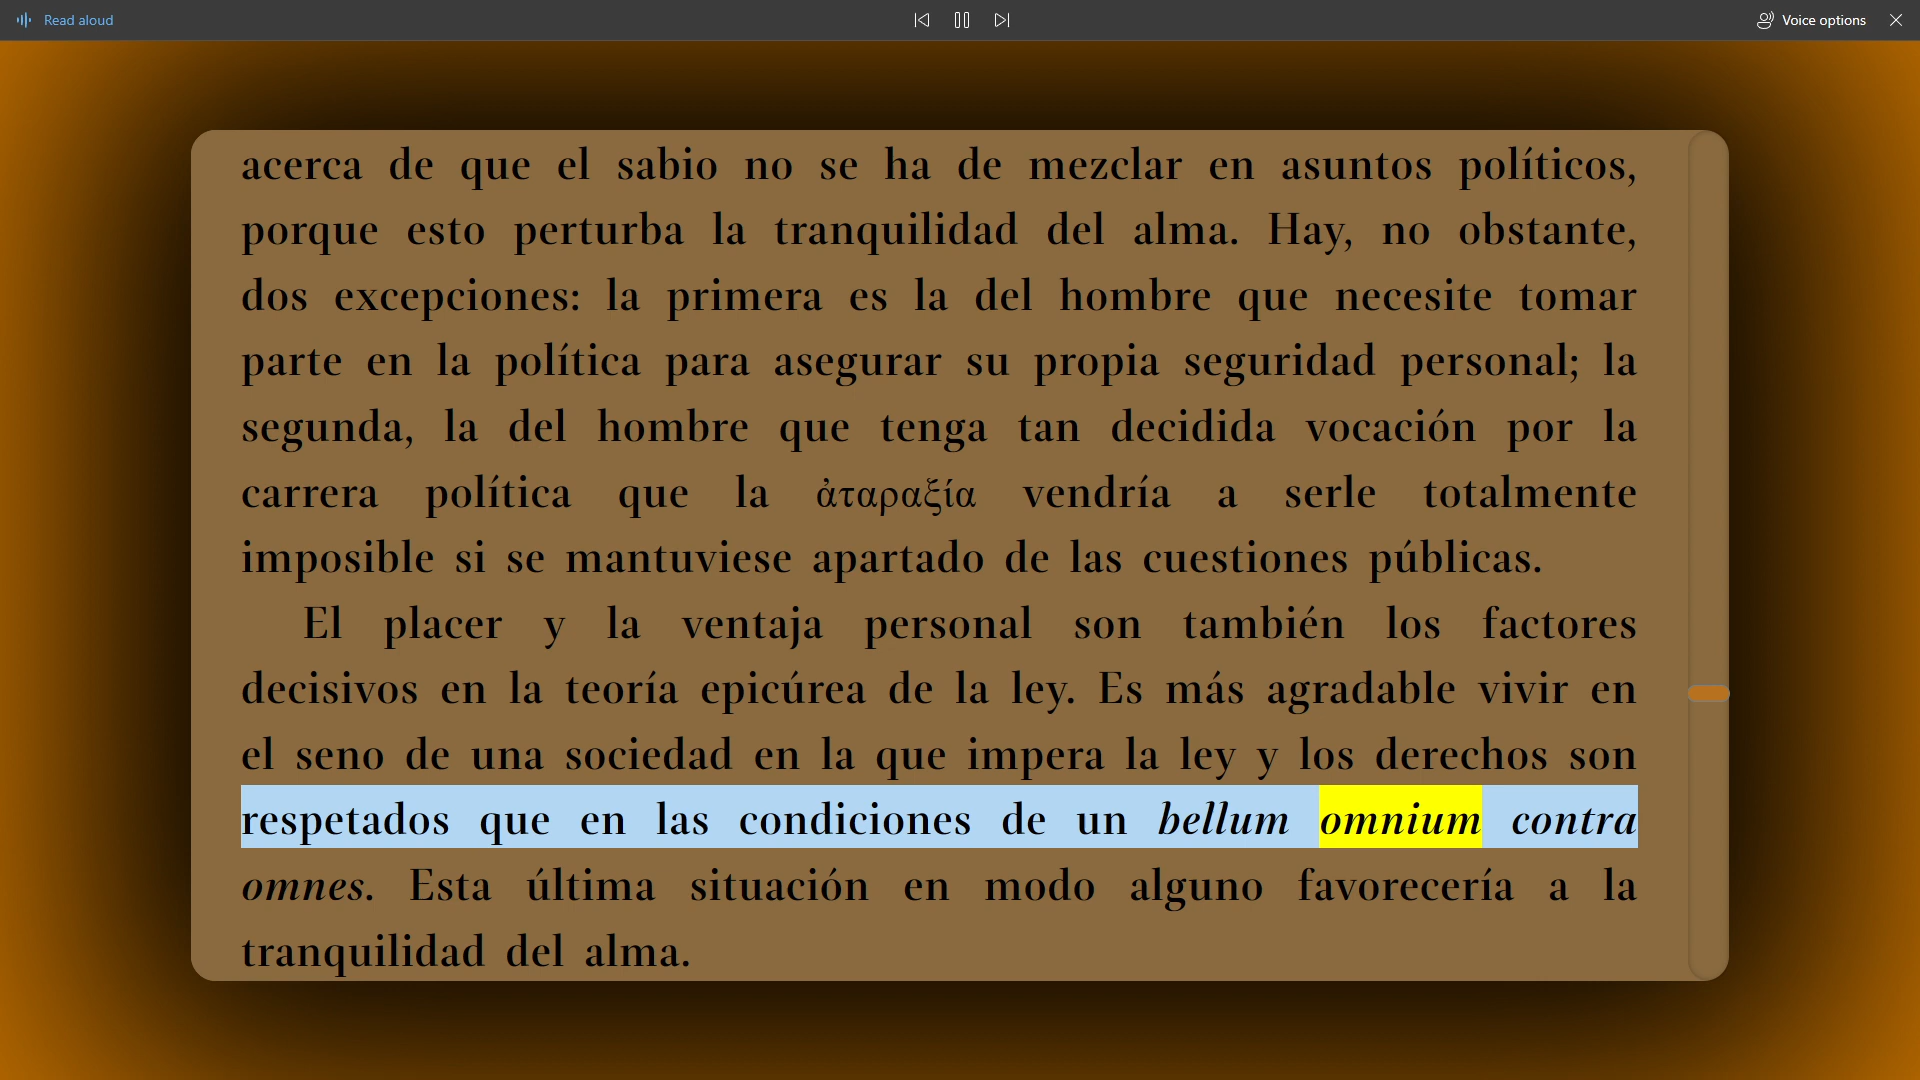 Read aloud
Voice options
acerca de que el sabio no se ha de mezclar en asuntos políticos,
porque esto perturba la tranquilidad del alma. Hay, no obstante,
dos excepciones: la primera es la del hombre que necesite tomar
parte en la política para asegurar su propia seguridad personal; la
segunda, la del hombre que tenga tan decidida vocación por la
carrera política que la ἀταραξία vendría a serle totalmente
imposible si se mantuviese apartado de las cuestiones públicas.
El placer y la ventaja personal son también los factores
decisivos en la teoría epicúrea de la ley. Es más agradable vivir en
el seno de una sociedad en la que impera la ley y los derechos son
respetados que en las condiciones de un bellum omnium contra
omnes. Esta última situación en modo alguno favorecería a la
tranquilidad del alma.